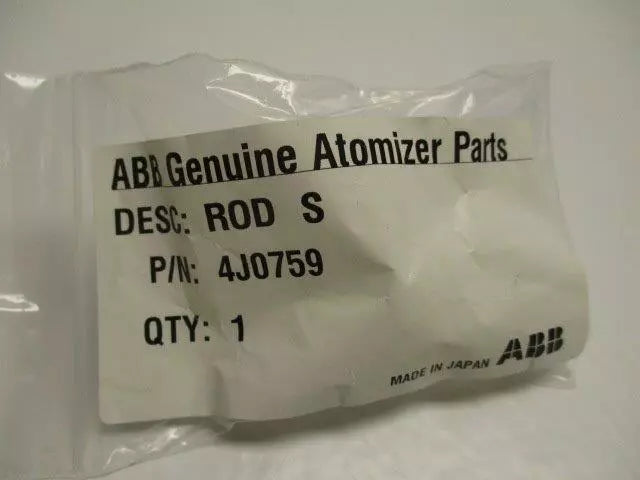 ABB Genuine Atomizer Parts
DESC: ROD S
P/N: 4J0759
QTY: 1
MADE IN JAPAN ABB